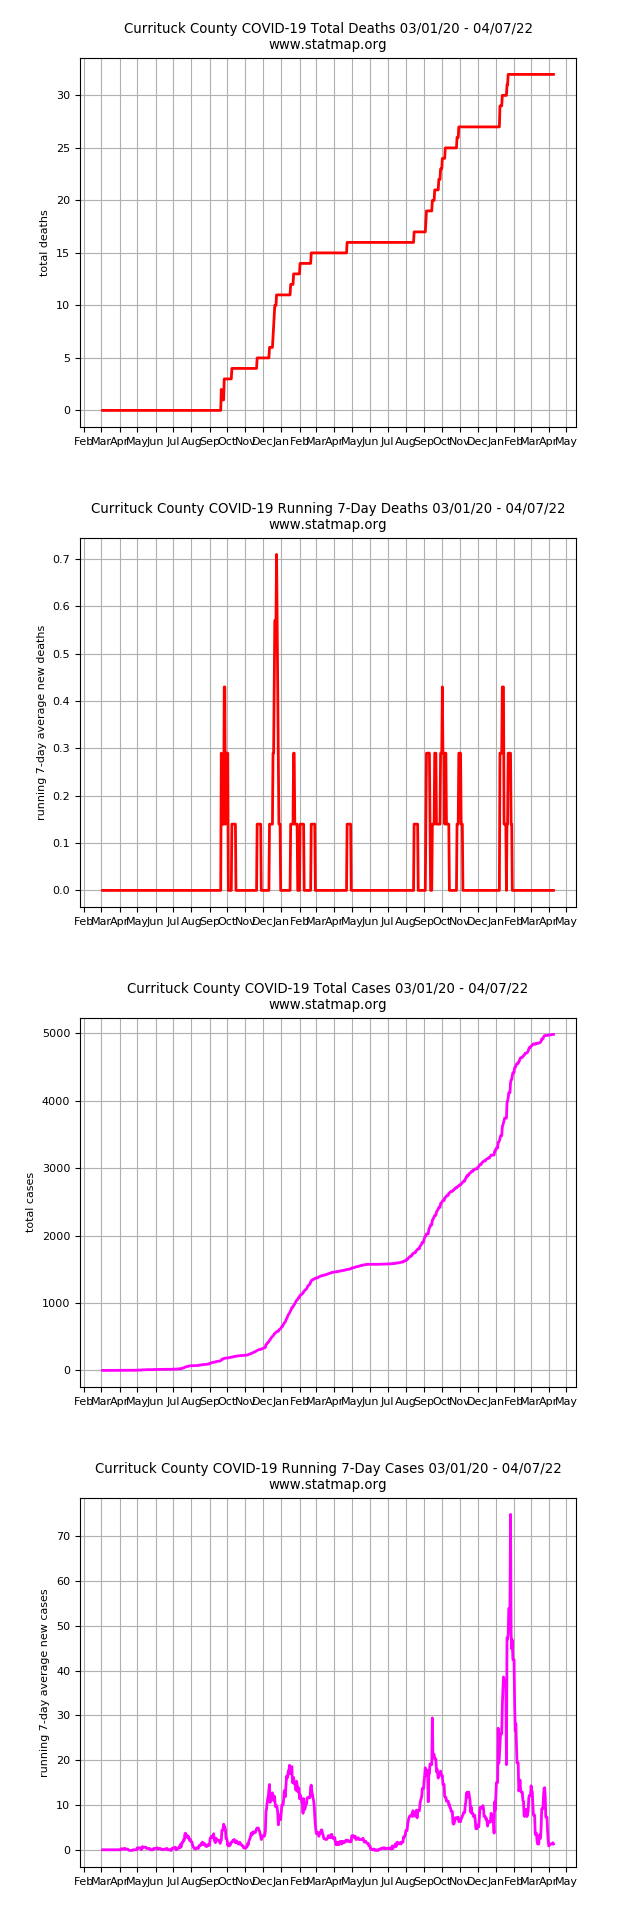 Currituck County COVID-19 Total Deaths 03/01/20 - 04/07/22
www.statmap.org
30
25
20
15
10
5
0
total deaths
Feb Mar Apr May Jun Jul Aug Sep Oct Nov Dec Jan Feb Mar Apr May Jun Jul Aug Sep Oct Nov Dec Jan Feb Mar Apr May
Currituck County COVID-19 Running 7-Day Deaths 03/01/20 - 04/07/22
www.statmap.org
0.7
0.6
0.5
0.4
0.3
0.2
0.1
0.0
running 7-day average new deaths
Feb Mar Apr May Jun Jul Aug Sep Oct Nov Dec Jan Feb Mar Apr May Jun Jul Aug Sep Oct Nov Dec Jan Feb Mar Apr May
Currituck County COVID-19 Total Cases 03/01/20 - 04/07/22
www.statmap.org
5000
4000
3000
2000
1000
0
total cases
Feb Mar Apr May Jun Jul Aug Sep Oct Nov Dec Jan Feb Mar Apr May Jun Jul Aug Sep Oct Nov Dec Jan Feb Mar Apr May
Currituck County COVID-19 Running 7-Day Cases 03/01/20 - 04/07/22
www.statmap.org
70
60
50
40
30
20
10
0
running 7-day average new cases
Feb Mar Apr May Jun Jul Aug Sep Oct Nov Dec Jan Feb Mar Apr May Jun Jul Aug Sep Oct Nov Dec Jan Feb Mar Apr May